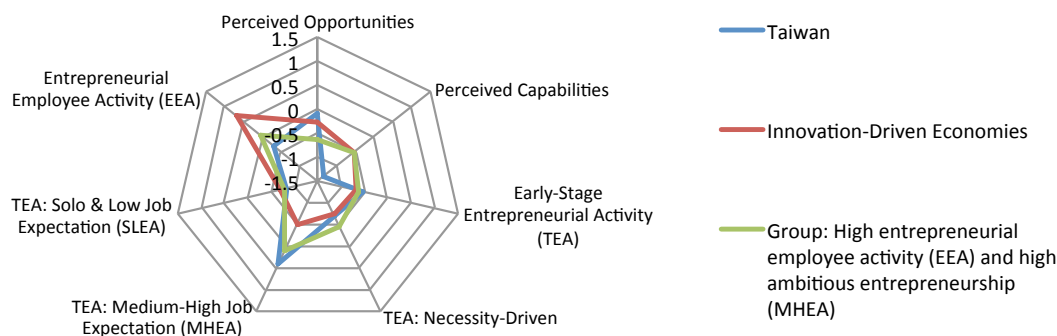 Perceived Opportunities
1.5
1
0.5
0
-0.5
-1
-1.5
Perceived Capabilities
Early-Stage
Entrepreneurial Activity
(TEA)
TEA: Necessity-Driven
TEA: Medium-High Job
Expectation (MHEA)
TEA: Solo & Low Job
Expectation (SLEA)
Entrepreneurial
Employee Activity (EEA)
Taiwan
Innovation-Driven Economies
Group: High entrepreneurial
employee activity (EEA) and high
ambitious entrepreneurship
(MHEA)